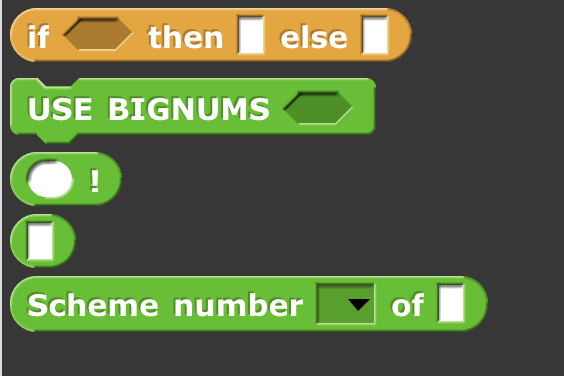 if then else
USE BIGNUMS
!
Scheme number of